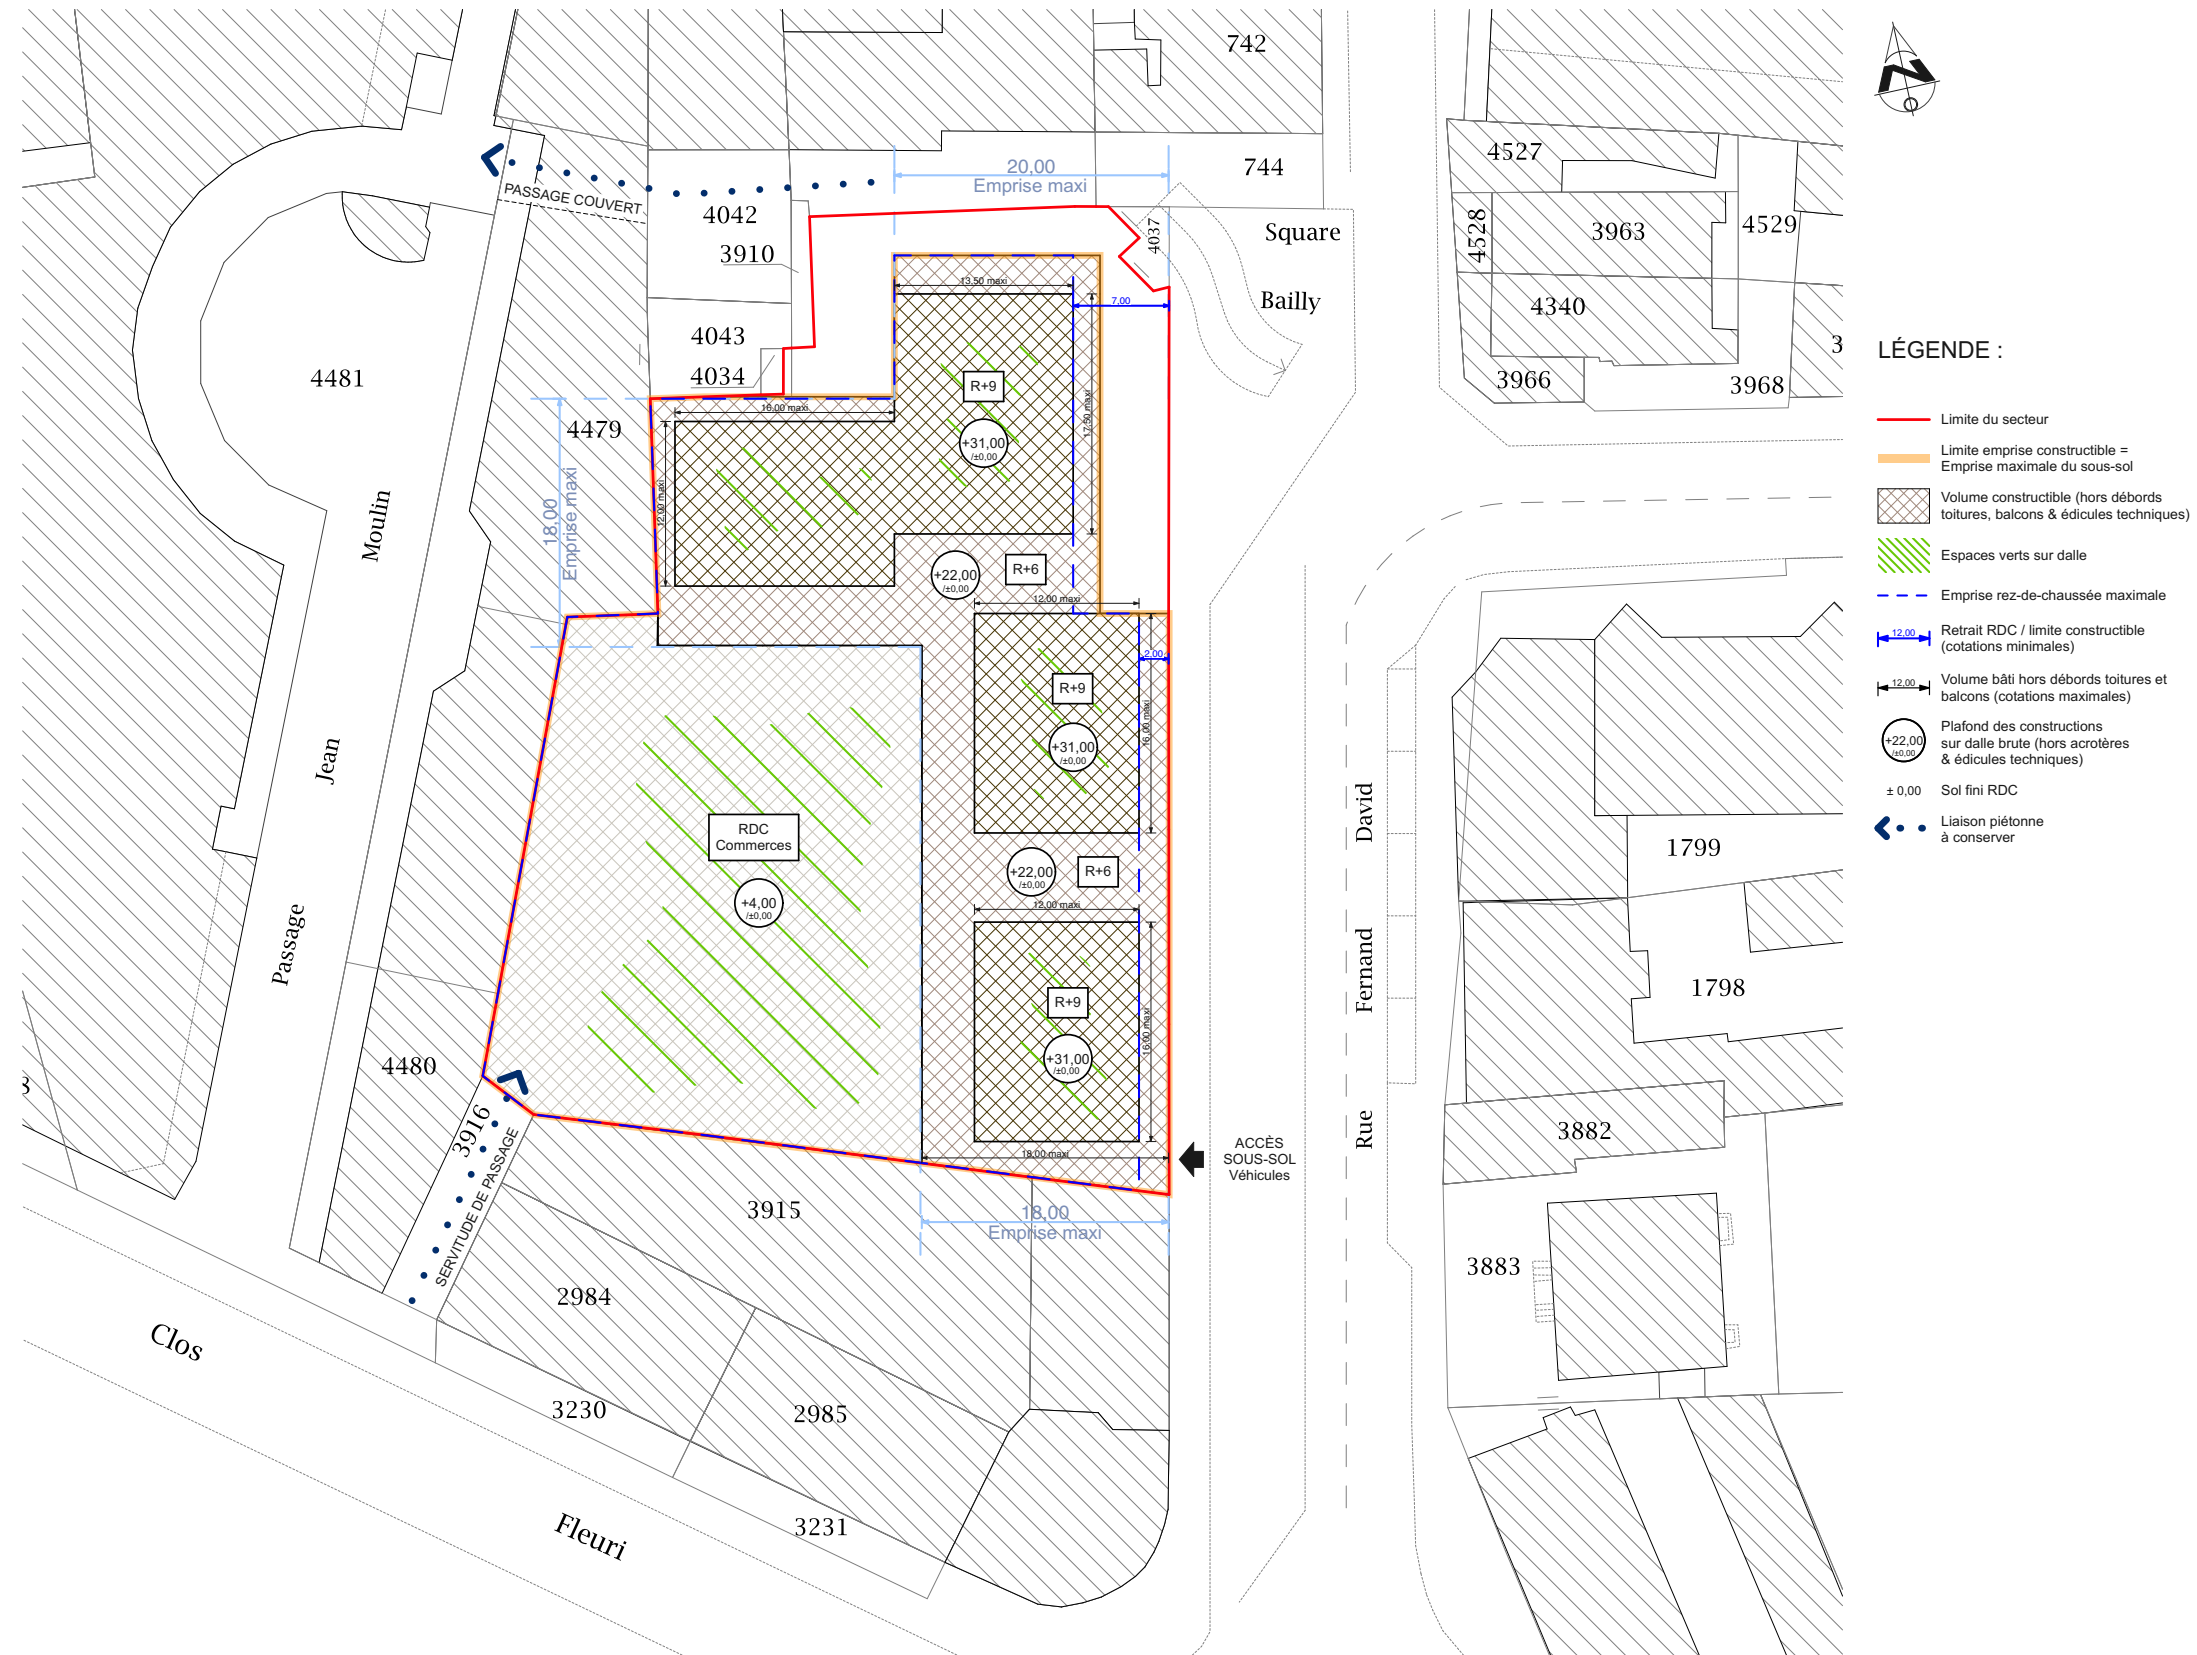 742
744
20,00
Emprise maxi
PASSAGE COUVERT
4042
3910
4037
Square
Bailly
4043
4034
4481
4479
13,50 maxi
7,00
17,50 maxi
R+9
+31,00
/±0,00
16,00 maxi
12,00 maxi
18,00
Emprise maxi
+22,00
/±0,00
R+6
12,00 maxi
2,00
16,00 maxi
R+9
+31,00
/±0,00
RDC
Commerces
+4,00
/±0,00
+22,00
/±0,00
R+6
12,00 maxi
16,00 maxi
R+9
+31,00
/±0,00
18,00 maxi
18,00
Emprise maxi
ACCÈS
SOUS-SOL
Véhicules
Passage
Jean
Moulin
4480
3916
SERVITUDE DE PASSAGE
3915
2984
2985
3230
3231
Clos
Fleuri
Rue
Fernand
David
4527
4528
3963
4529
4340
3966
3968
3
1799
1798
3882
3883
N
LÉGENDE :
Limite du secteur
Limite emprise constructible =
Emprise maximale du sous-sol
Volume constructible (hors débords
toitures, balcons & édicules techniques)
Espaces verts sur dalle
Emprise rez-de-chaussée maximale
12,00
Retrait RDC / limite constructible
(cotations minimales)
12,00
Volume bâti hors débords toitures et
balcons (cotations maximales)
+22,00
/±0,00
Plafond des constructions
sur dalle brute (hors acrotères
& édicules techniques)
± 0,00
Sol fini RDC
Liaison piétonne
à conserver